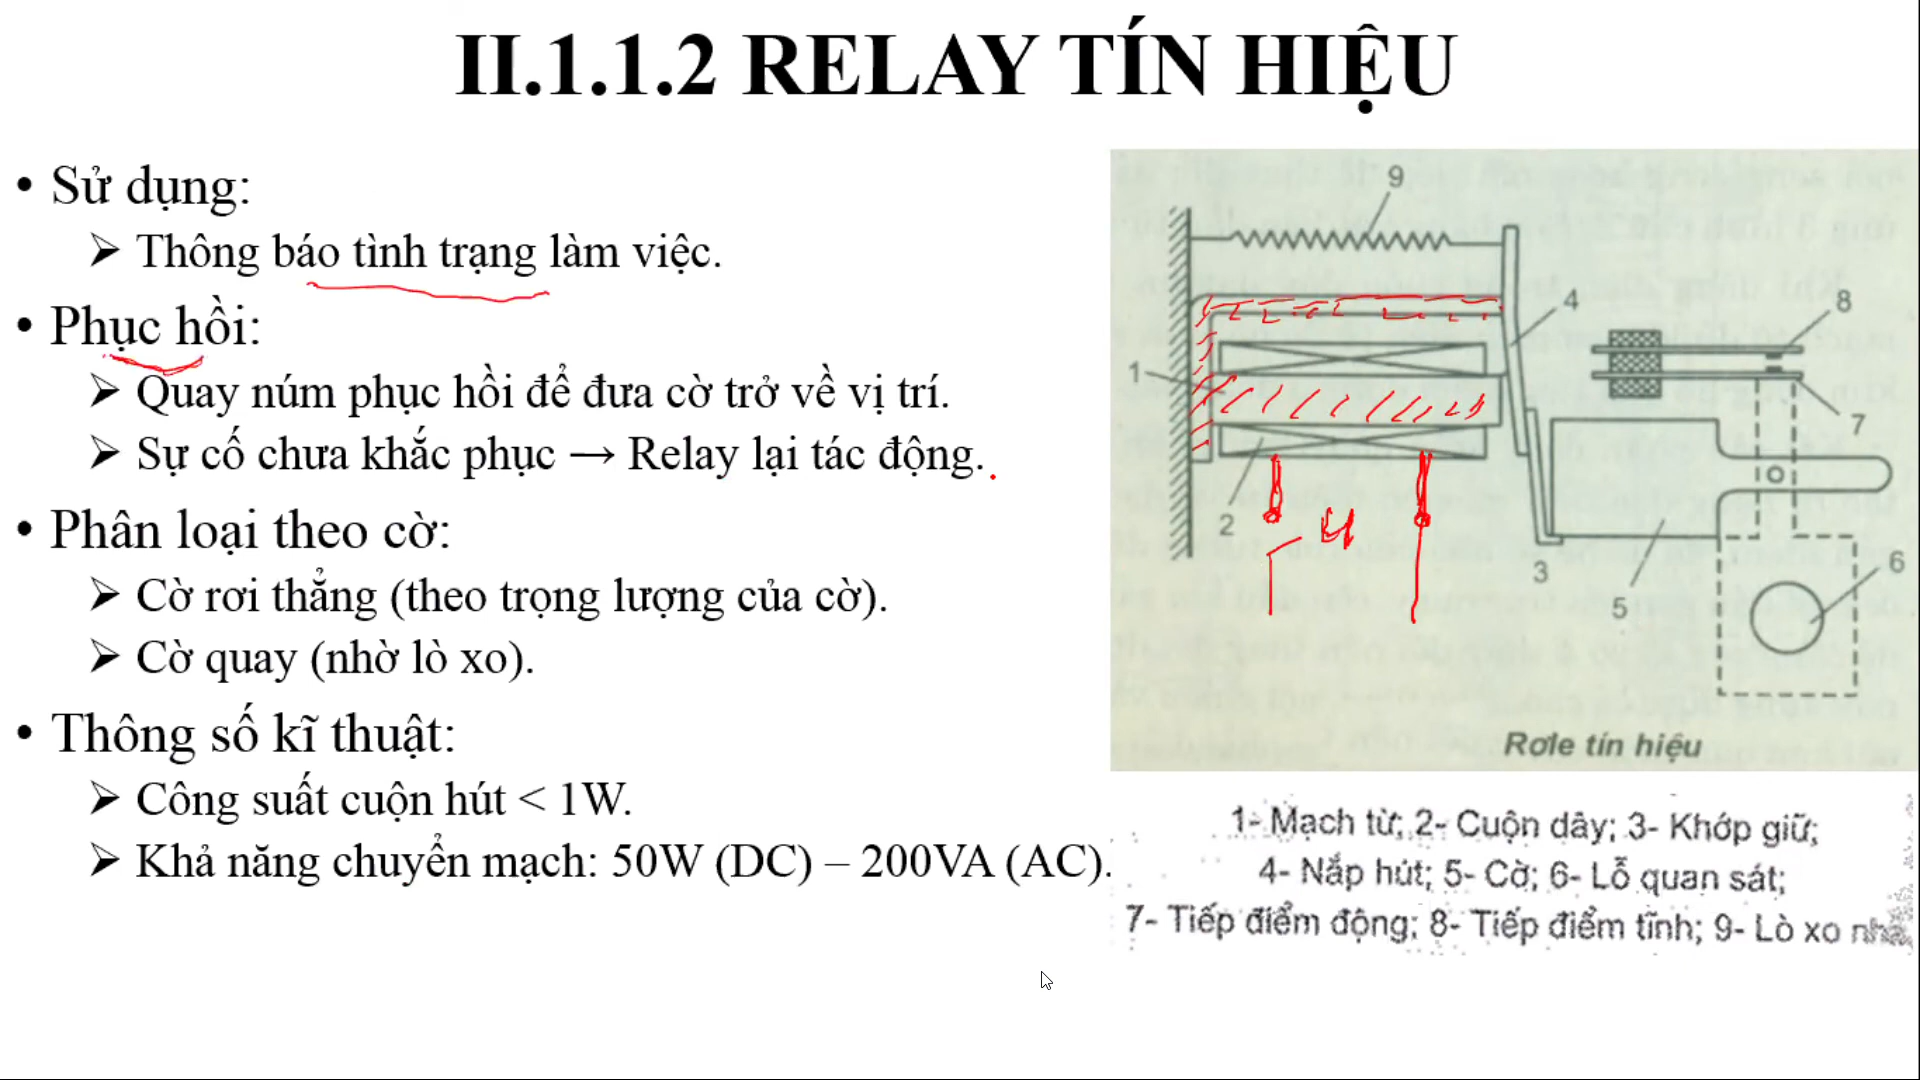 II.1.1.2 RELAY TÍN HIỆU
• Sử dụng:
➢ Thông báo tình trạng làm việc.
• Phục hồi:
➢ Quay núm phục hồi để đưa cờ trở về vị trí.
➢ Sự cố chưa khắc phục → Relay lại tác động.
• Phân loại theo cờ:
➢ Cờ rơi thẳng (theo trọng lượng của cờ).
➢ Cờ quay (nhờ lò xo).
• Thông số kĩ thuật:
➢ Công suất cuộn hút < 1W.
➢ Khả năng chuyển mạch: 50W (DC) – 200VA (AC).
9
4
8
1
7
2
3
5
6
Rơle tín hiệu
1- Mạch từ; 2- Cuộn dây; 3- Khớp giữ;
4- Nắp hút; 5- Cờ; 6- Lỗ quan sát;
7- Tiếp điểm động; 8- Tiếp điểm tĩnh; 9- Lò xo nhả